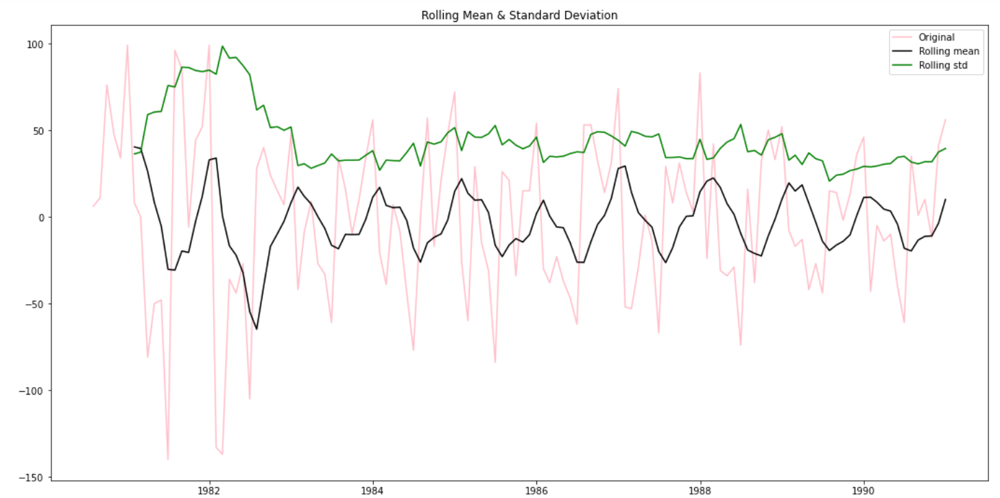 Rolling Mean & Standard Deviation
Original
Rolling mean
Rolling std
100
50
0
−50
−100
−150
1982 1984 1986 1988 1990